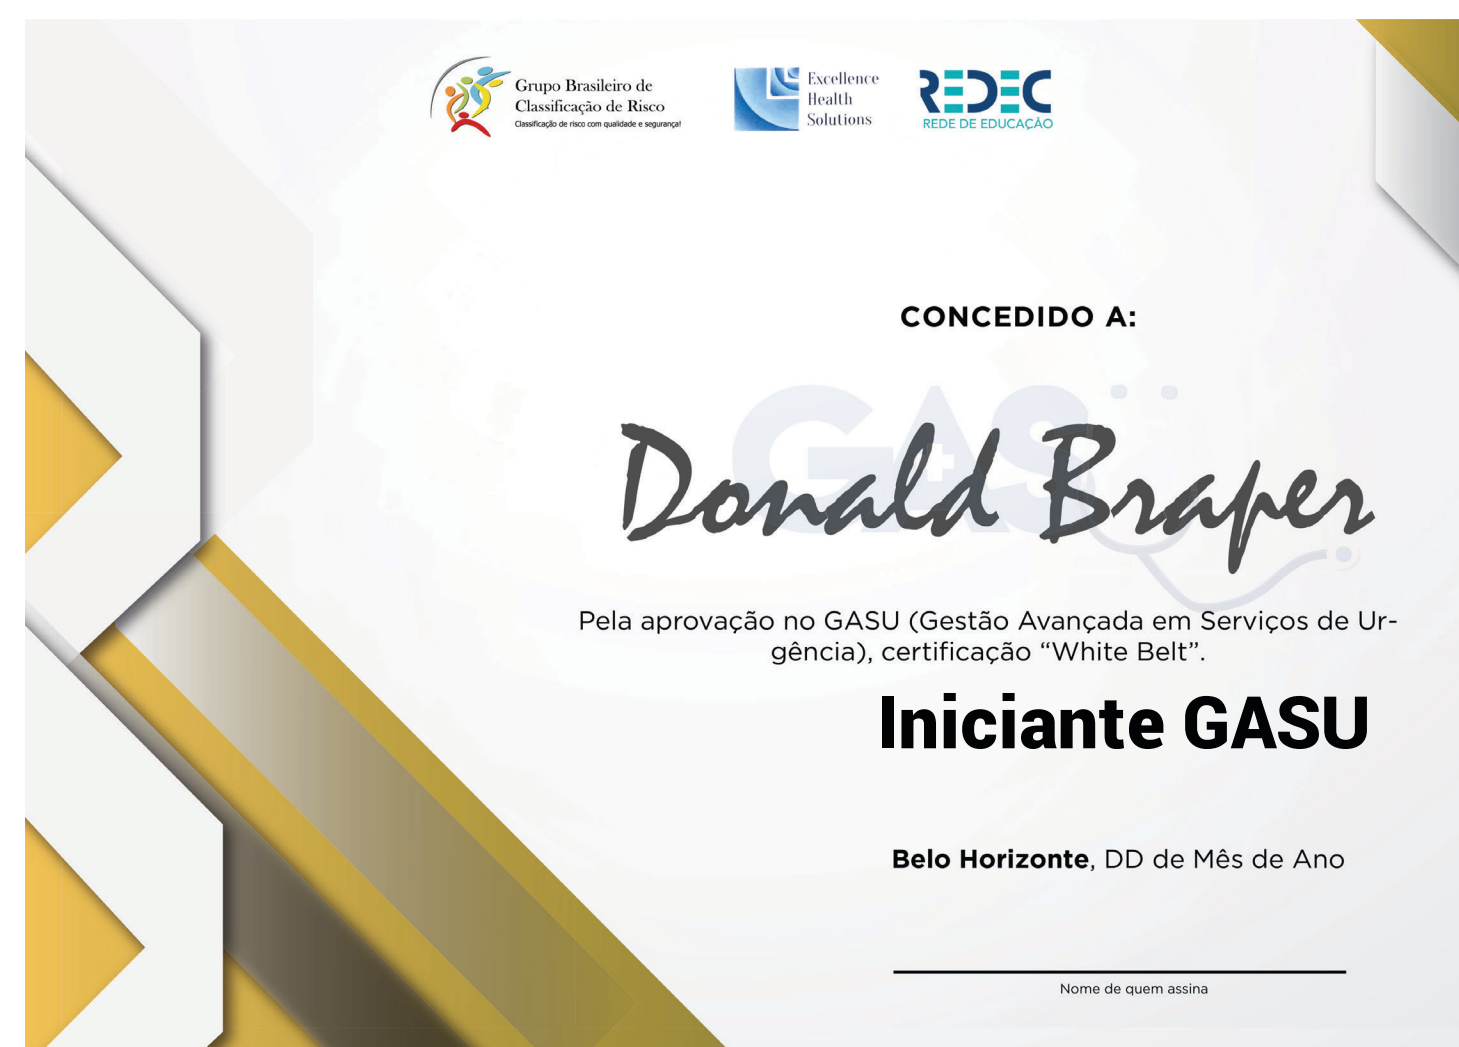 Grupo Brasileiro de
Classificação de Risco
Classificação de risco com qualidade e segurança!
Excellence
Health
Solutions
REDEC
REDE DE EDUCAÇÃO
CONCEDIDO A:
GASÜ
Donald Braper
Pela aprovação no GASU (Gestão Avançada em Serviços de Ur-
gência), certificação “White Belt”.
Iniciante GASU
Belo Horizonte, DD de Mês de Ano
Nome de quem assina